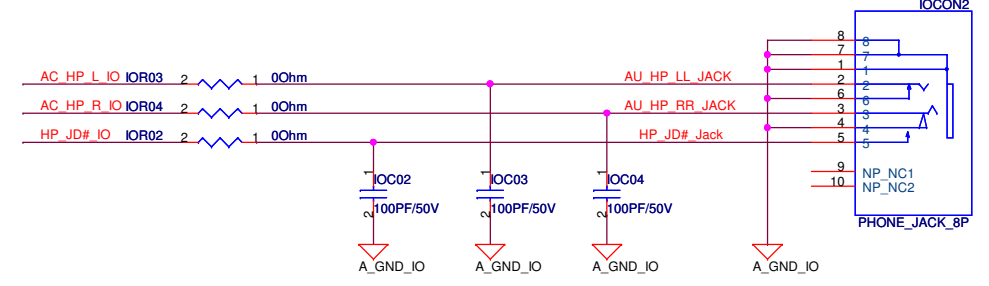 IOCON2
8 8
7 7
AC_HP_L_IO IOR03 2 1 0Ohm AU_HP_LL_JACK 1 1
2 2
AC_HP_R_IO IOR04 2 1 0Ohm AU_HP_RR_JACK 6 6
3 3
HP_JD#_IO IOR02 2 1 0Ohm HP_JD#_Jack 4 4
5 5
1 IOC02 1 IOC03 1 IOC04 9 NP_NC1
10 NP_NC2
2 100PF/50V 2 100PF/50V 2 100PF/50V PHONE_JACK_8P
A_GND_IO A_GND_IO A_GND_IO A_GND_IO